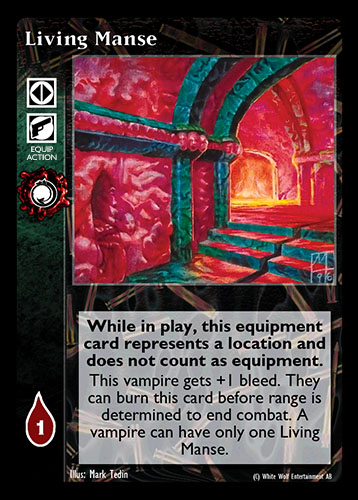 Living Manse
EQUIP
ACTION
While in play, this equipment
card represents a location and
does not count as equipment.
This vampire gets +1 bleed. They
can burn this card before range is
determined to end combat. A
vampire can have only one Living
Manse.
1
Illus: Mark Tedin
(C) White Wolf Entertainment AB